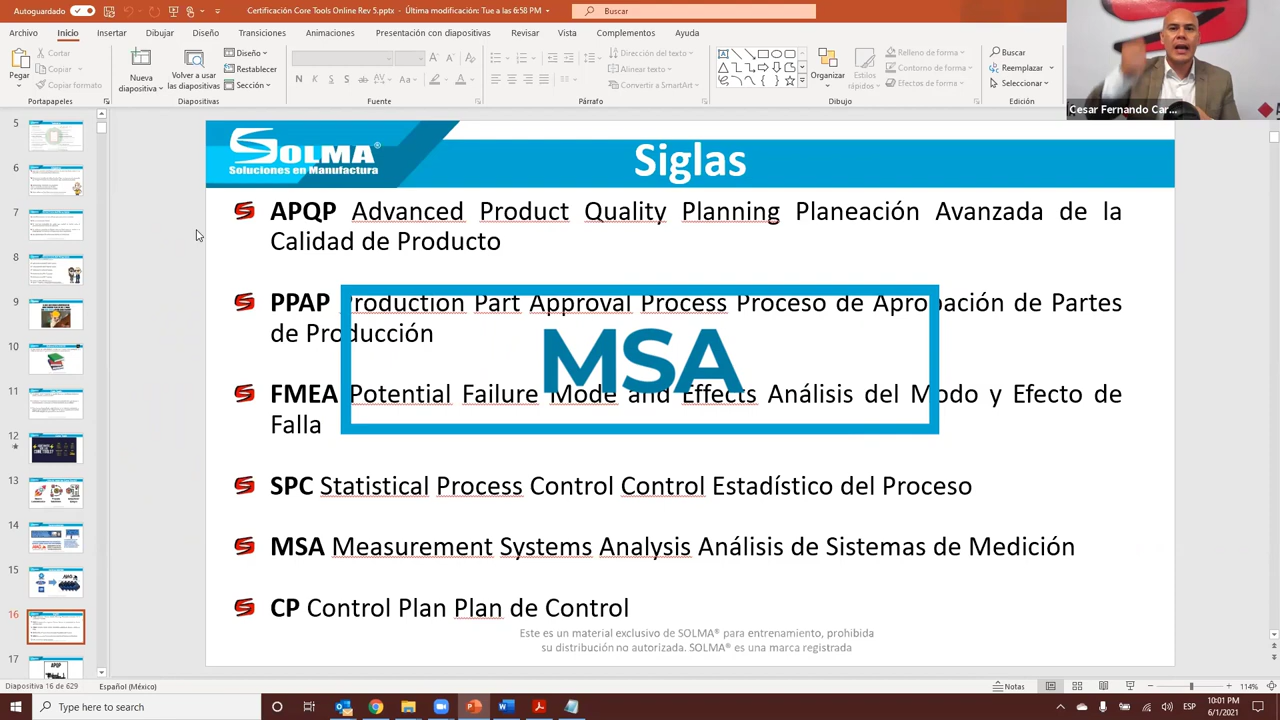 Autoguardado
Certificación Core Tools Online Rev 5.pptx • Última modificación: Tue a las 6:58 PM
Buscar
Archivo Inicio Insertar Dibujar Diseño Transiciones Animaciones Presentación con diapositivas Revisar Vista Complementos Ayuda
Pegar
Cortar
Copiar
Copiar formato
Portapapeles
Nueva
diapositiva
Volver a usar
las diapositivas
Diseño
Restablecer
Sección
Diapositivas
Fuente
Dirección del texto
Alinear texto
Convertir a SmartArt
Párrafo
Organizar
Estilos
rápidos
Relleno de forma
Contorno de forma
Efectos de forma
Dibujo
Buscar
Reemplazar
Seleccionar
Edición
Cesar Fernando Car...
5
6
7
8
9
10
11
12
13
14
15
16
SOLMA®
Soluciones en Manufactura
Siglas
APQP Advanced Product Quality Planning Planeación Avanzada de la
Calidad de Producto
PPAP Production Part Approval Process Proceso de Aprobación de Partes
de Producción
MSA
FMEA Potential Failure Mode and Effects Análisis del Modo y Efecto de
Falla
SPC Statistical Process Control Control Estadístico del Proceso
MSA Measurement Systems Analysis Análisis de Sistemas de Medición
CP Control Plan Plan de Control
Este es un material exclusivo de SOLMA® para entrenamiento, prohibida
su distribución no autorizada. SOLMA® es una marca registrada
APQP
Diapositiva 16 de 629
Español (México)
Notas
114%
Type here to search
ESP
10:01 PM
6/1/2021